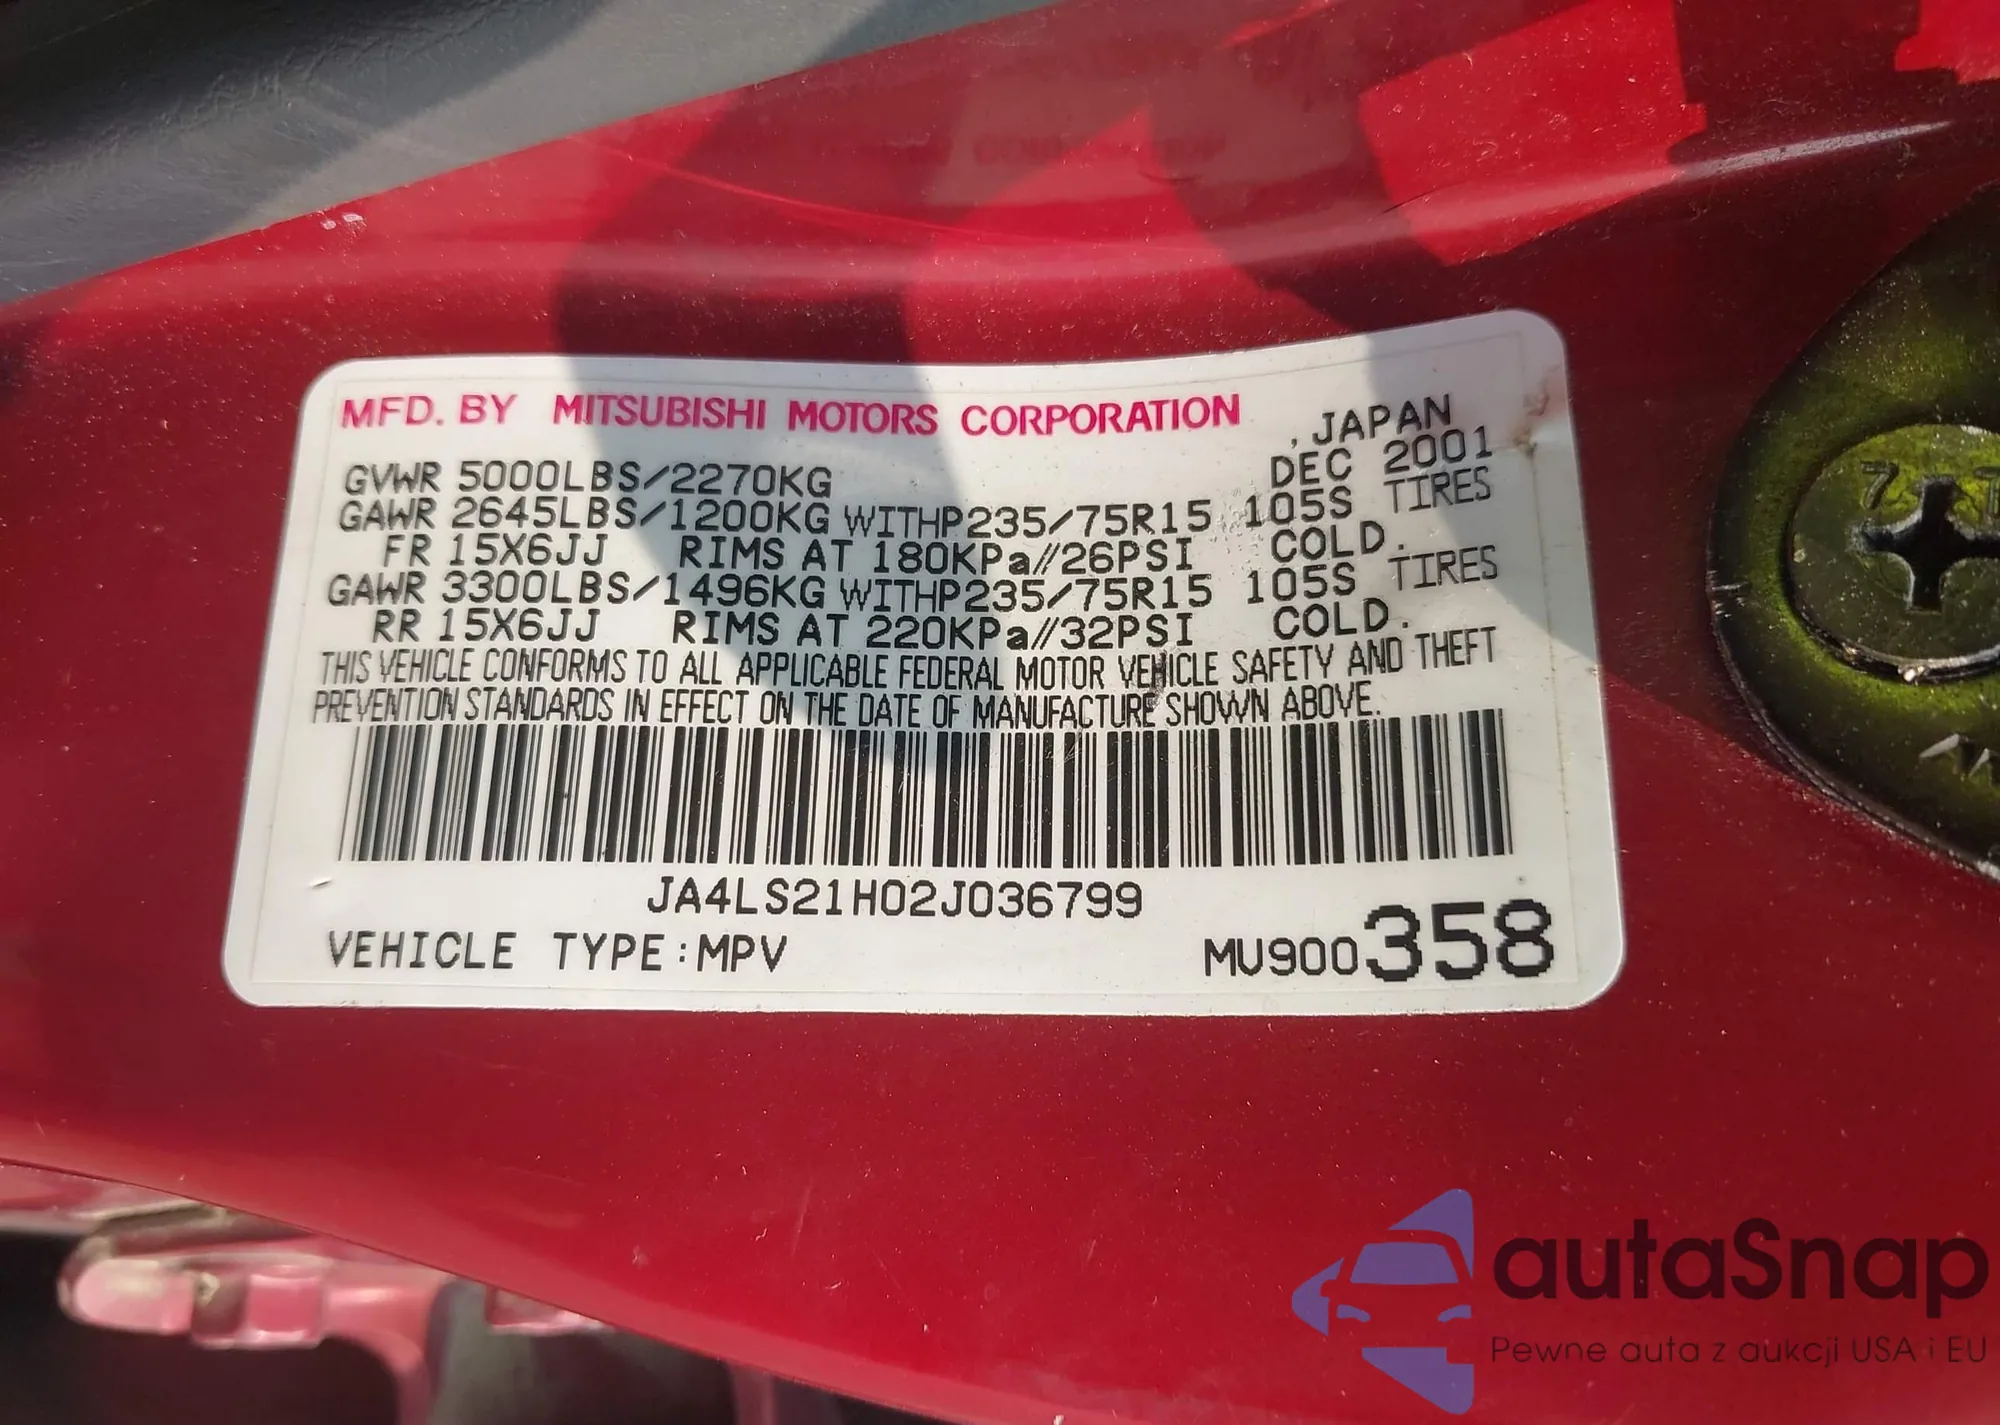 MFD. BY MITSUBISHI MOTORS CORPORATION , JAPAN
GVWR 5000LBS/2270KG DEC 2001
GAWR 2645LBS/1200KG WITHP235/75R15 105S TIRES
FR 15X6JJ RIMS AT 180KPa//26PSI COLD.
GAWR 3300LBS/1496KG WITHP235/75R15 105S TIRES
RR 15X6JJ RIMS AT 220KPa//32PSI COLD.
THIS VEHICLE CONFORMS TO ALL APPLICABLE FEDERAL MOTOR VEHICLE SAFETY AND THEFT
PREVENTION STANDARDS IN EFFECT ON THE DATE OF MANUFACTURE SHOWN ABOVE.
JA4LS21H02J036799
VEHICLE TYPE:MPV MU900358
7 T
autaSnap
Pewne auta z aukcji USA i EU